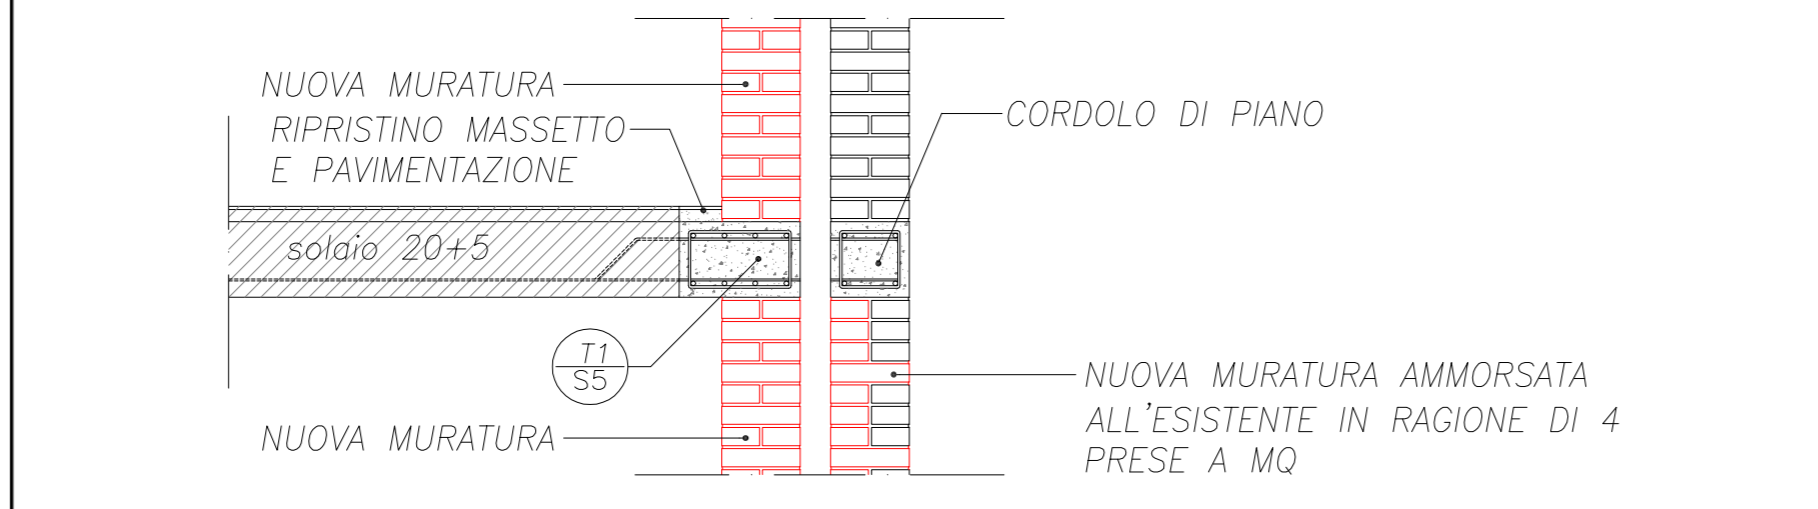 NUOVA MURATURA
RIPRISTINO MASSETTO
E PAVIMENTAZIONE
CORDOLO DI PIANO
solaio 20+5
T1
S5
NUOVA MURATURA
NUOVA MURATURA AMMORSATA
ALL'ESISTENTE IN RAGIONE DI 4
PRESE A MQ